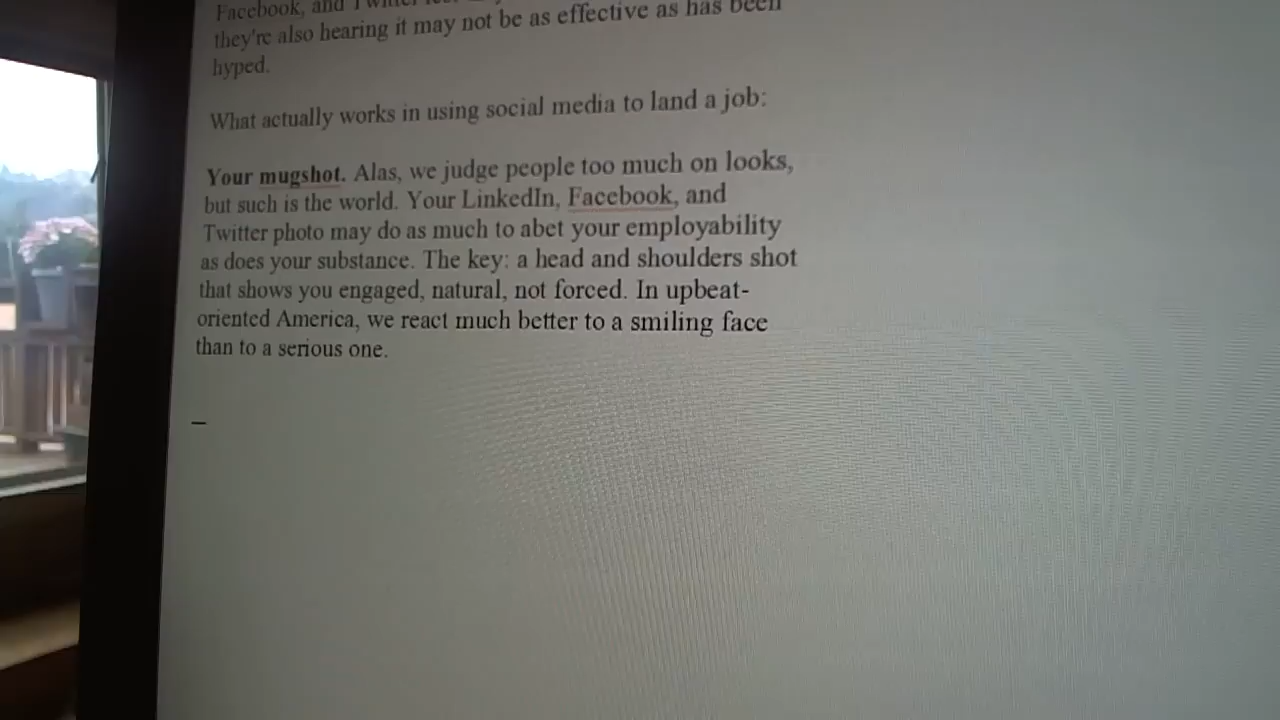 Facebook, and Twitter
they're also hearing it may not be as effective as has been
hyped.
What actually works in using social media to land a job:
Your mugshot. Alas, we judge people too much on looks,
but such is the world. Your LinkedIn, Facebook, and
Twitter photo may do as much to abet your employability
as does your substance. The key: a head and shoulders shot
that shows you engaged, natural, not forced. In upbeat-
oriented America, we react much better to a smiling face
than to a serious one.